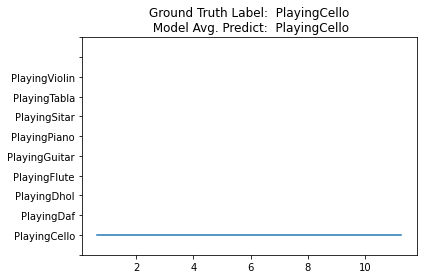 Ground Truth Label:  PlayingCello
Model Avg. Predict:  PlayingCello
PlayingViolin
PlayingTabla
PlayingSitar
PlayingPiano
PlayingGuitar
PlayingFlute
PlayingDhol
PlayingDaf
PlayingCello
2 4 6 8 10